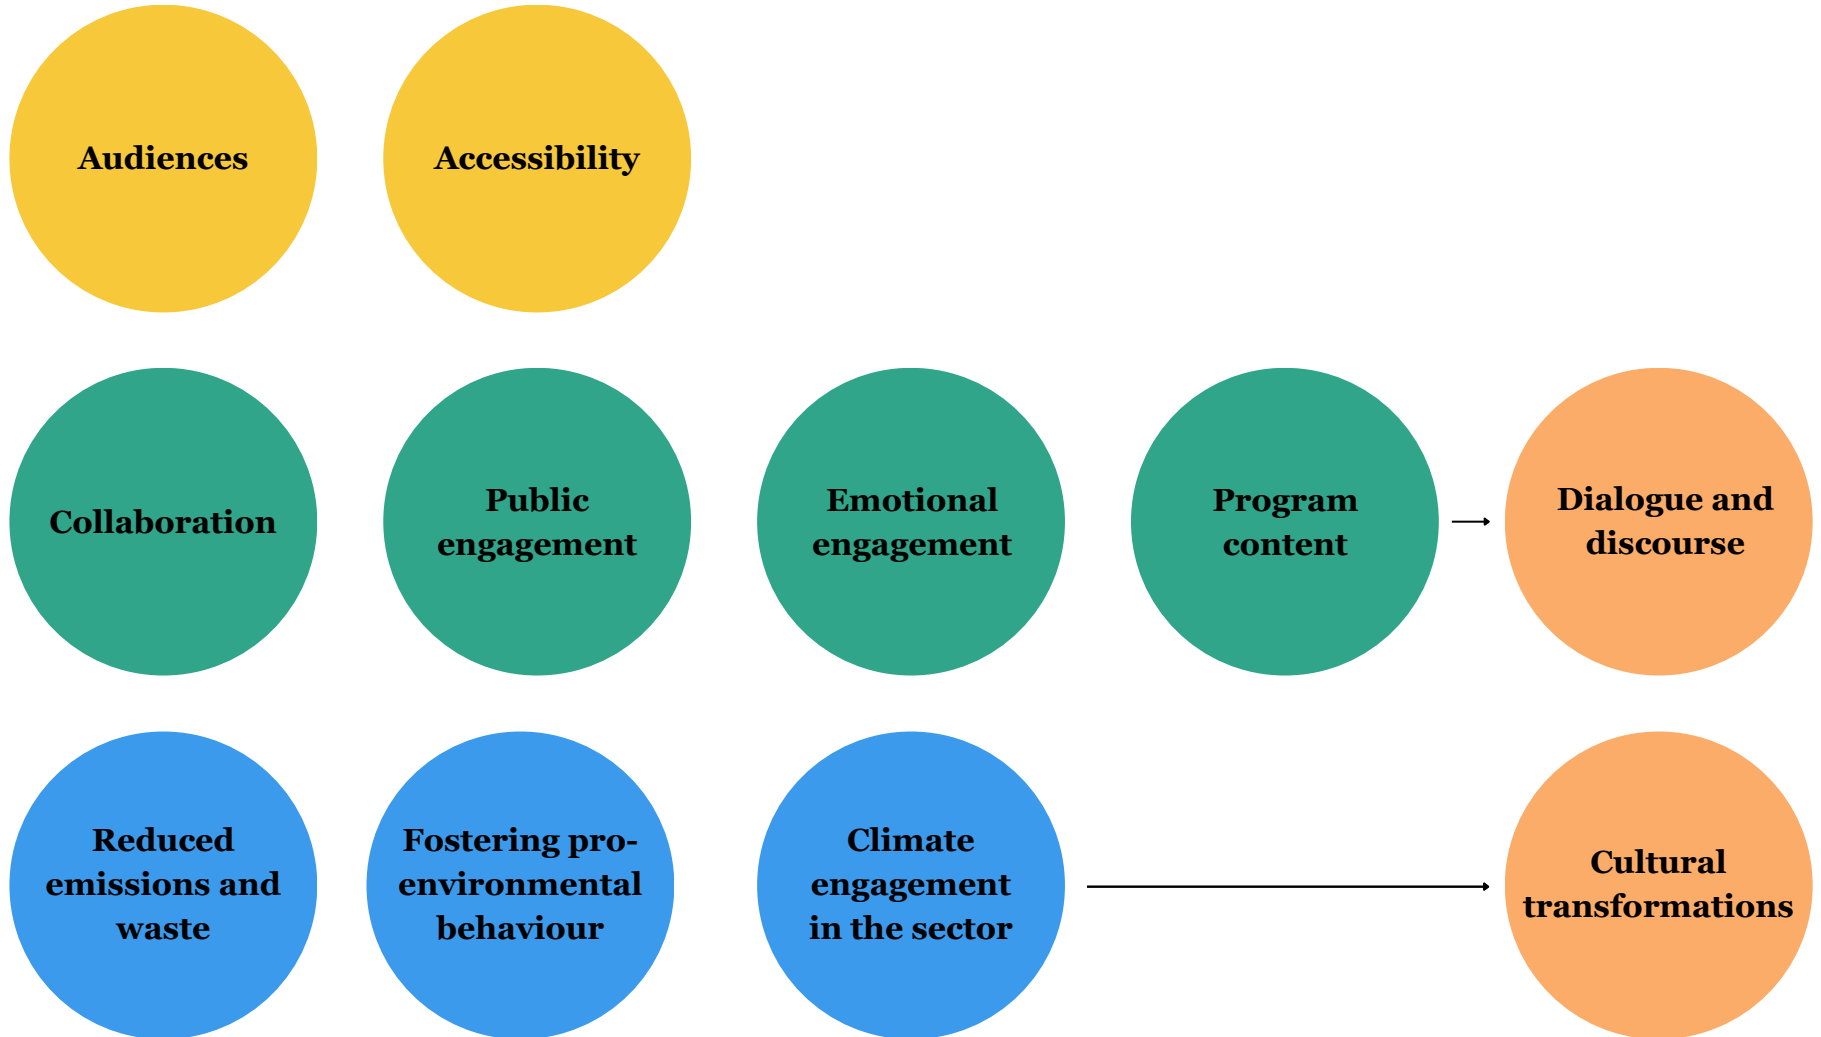 Audiences
Accessibility
Collaboration
Public
engagement
Emotional
engagement
Program
content
Dialogue and
discourse
Reduced
emissions and
waste
Fostering pro-
environmental
behaviour
Climate
engagement
in the sector
Cultural
transformations